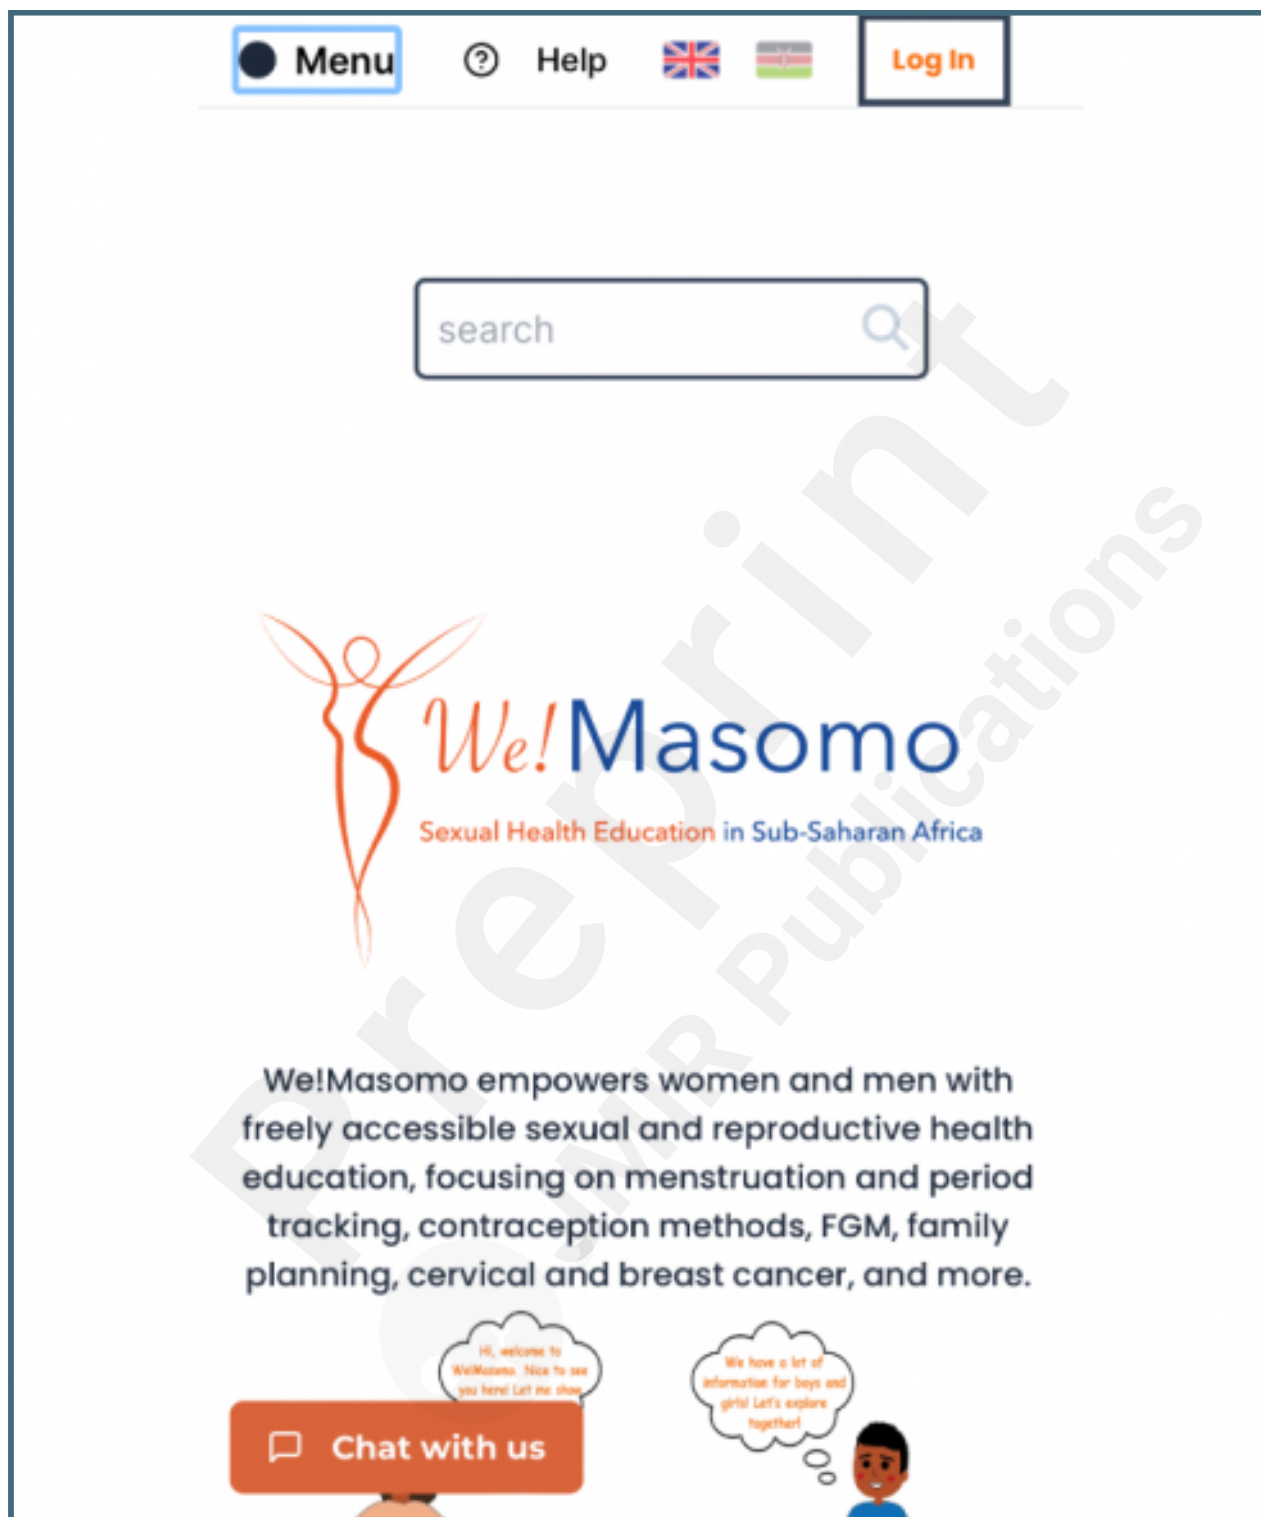 Menu
Help
Log In
search
We!Masomo
Sexual Health Education in Sub-Saharan Africa
We!Masomo empowers women and men with
freely accessible sexual and reproductive health
education, focusing on menstruation and period
tracking, contraception methods, FGM, family
planning, cervical and breast cancer, and more.
Hi, welcome to
We!Masomo. Nice to see
you here! Let me show
We have a lot of
information for boys and
girls! Let's explore
together!
Chat with us
Preprint
JMIR Publications